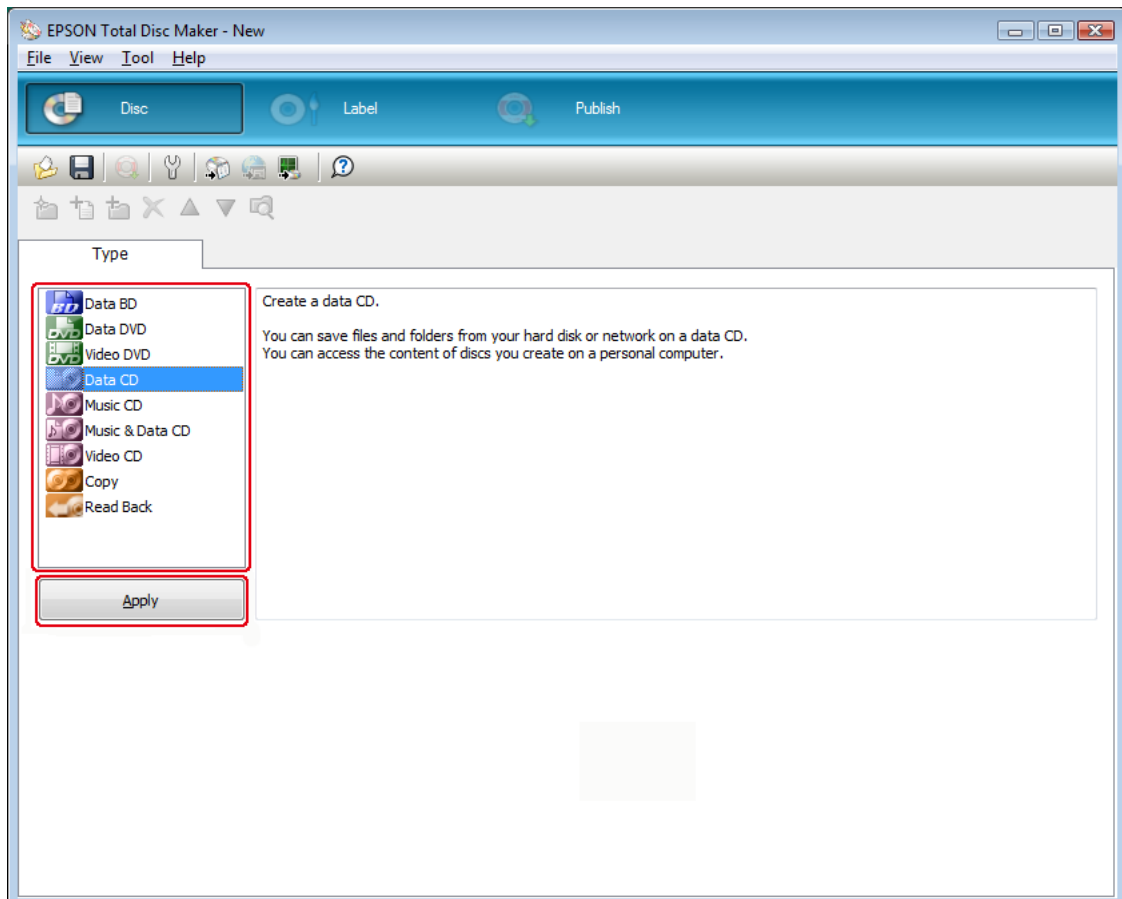 EPSON Total Disc Maker - New
File View Tool Help
Disc Label Publish
Type
BD Data BD
DVD Data DVD
DVD Video DVD
Data CD
Music CD
Music & Data CD
Video CD
Copy
Read Back
Apply
Create a data CD.
You can save files and folders from your hard disk or network on a data CD.
You can access the content of discs you create on a personal computer.